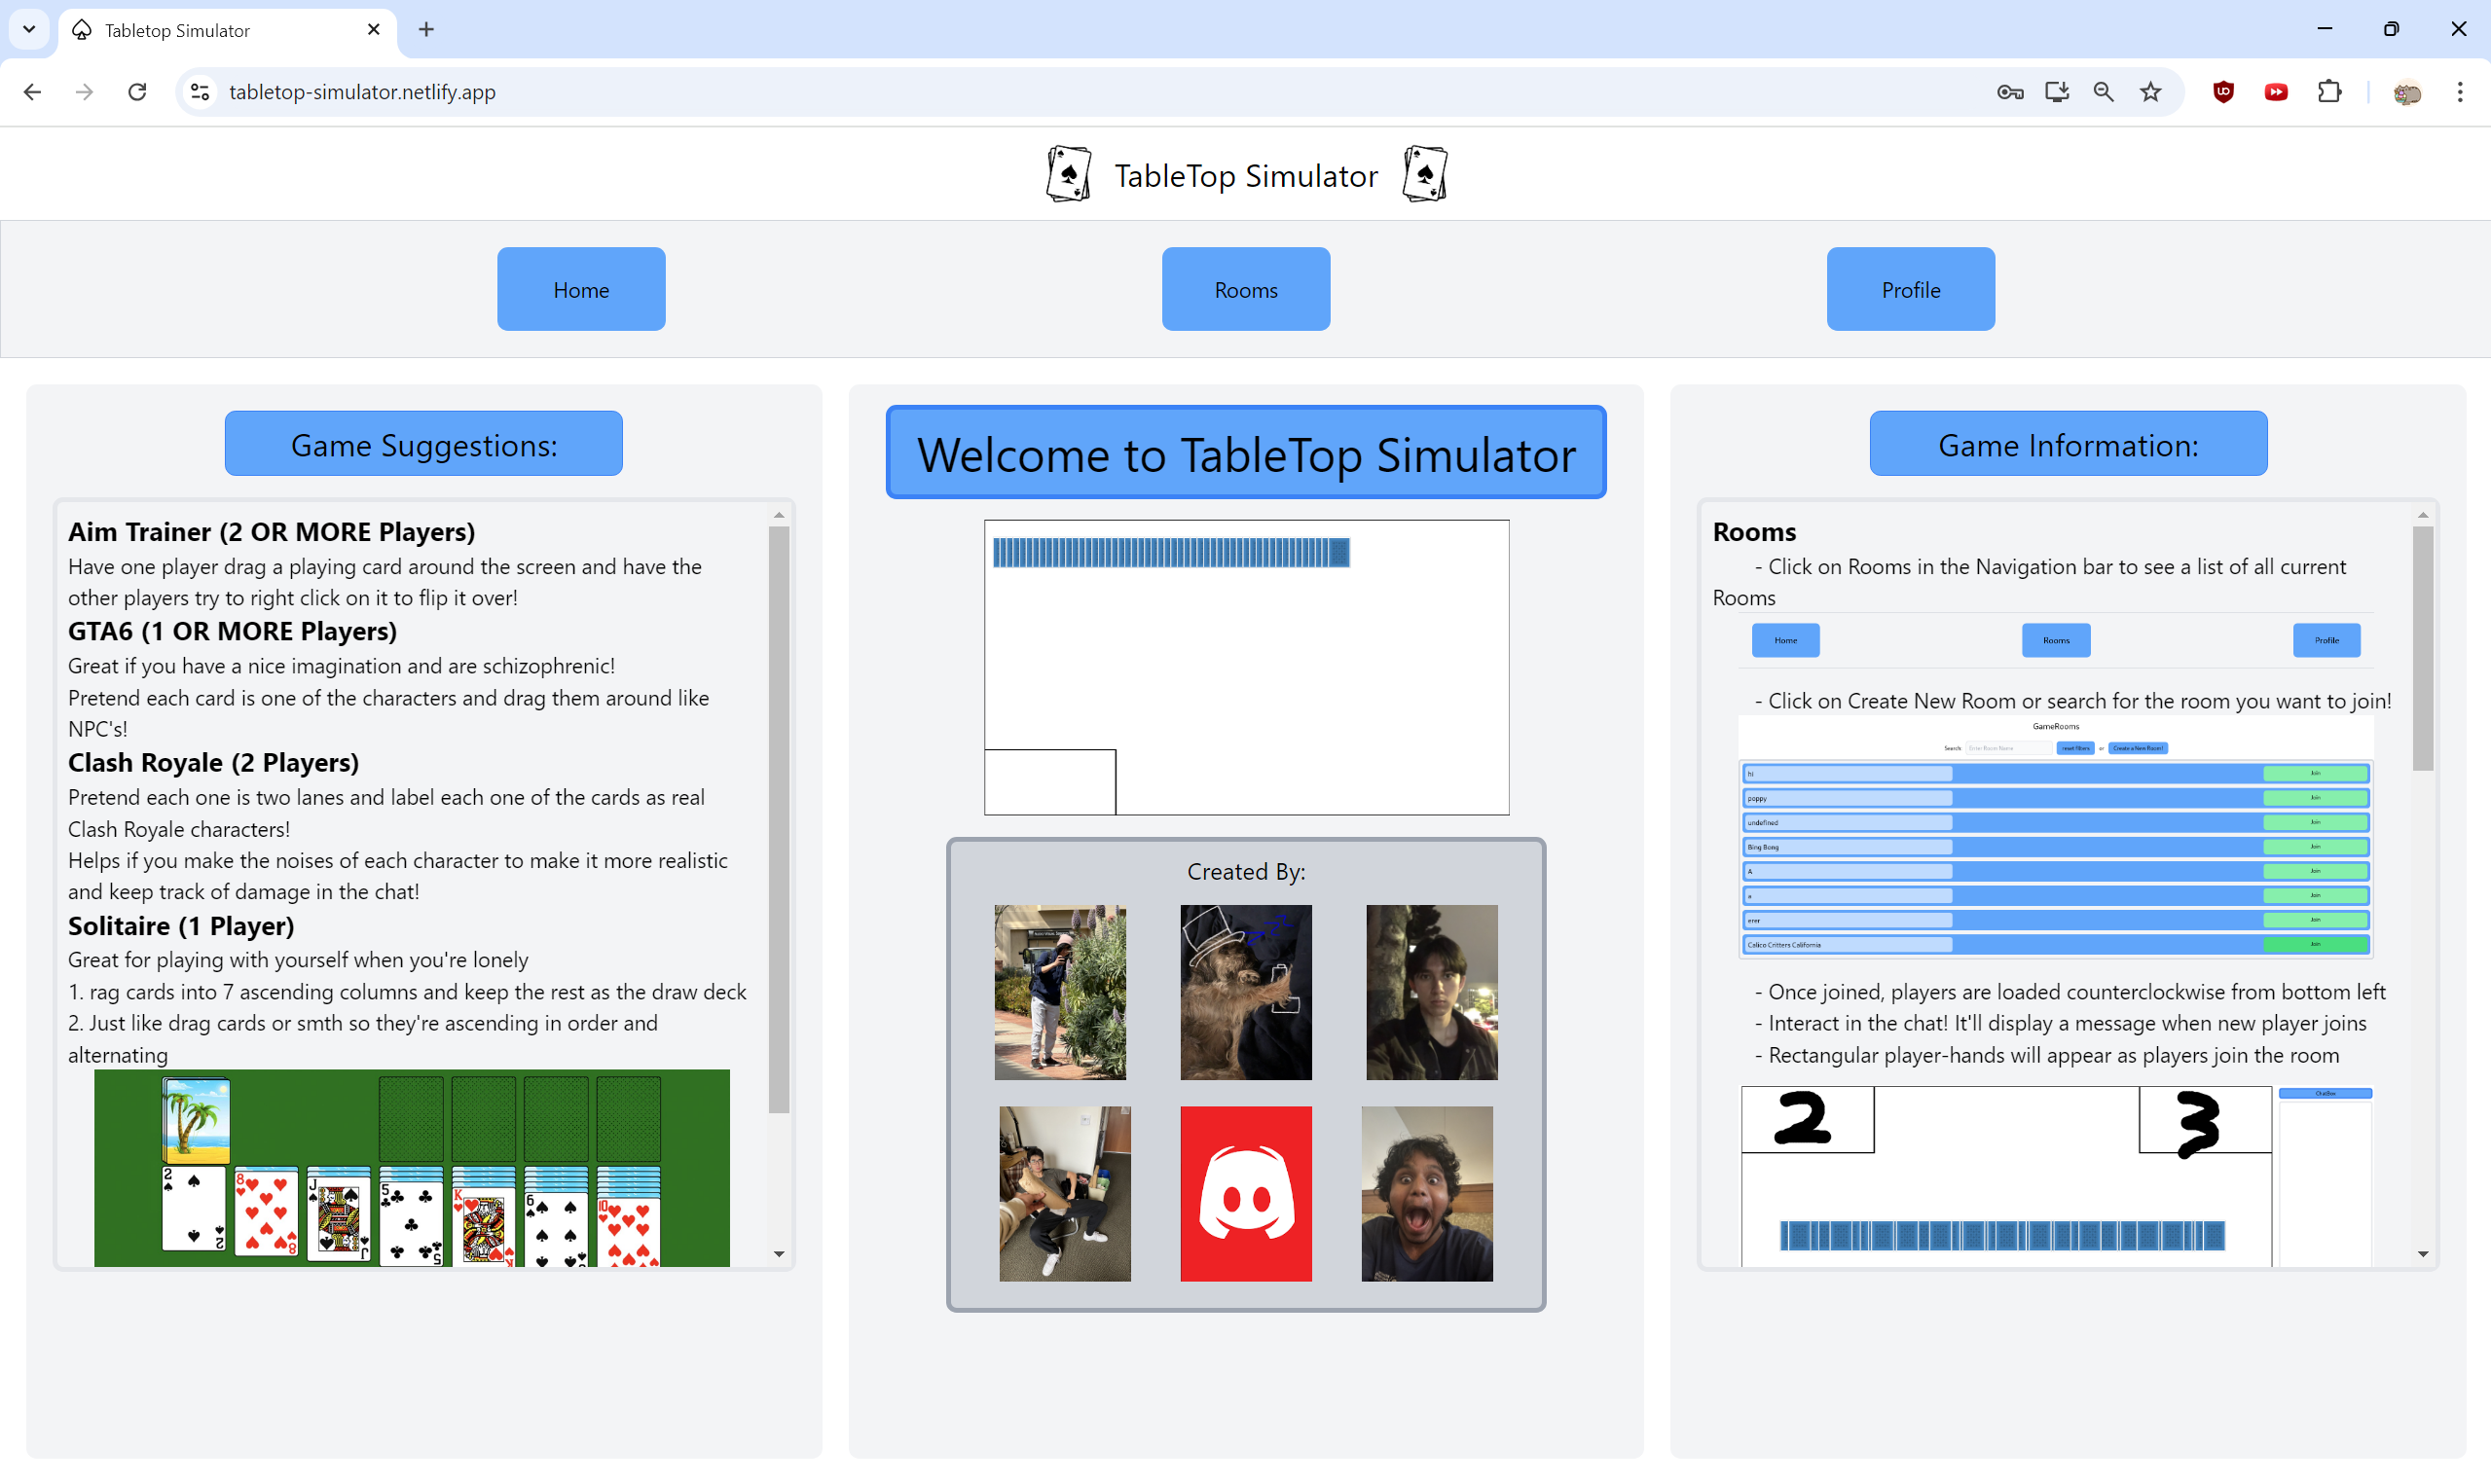 Tabletop Simulator
tabletop-simulator.netlify.app
TableTop Simulator
Home
Rooms
Profile
Game Suggestions:
Aim Trainer (2 OR MORE Players)
Have one player drag a playing card around the screen and have the
other players try to right click on it to flip it over!
GTA6 (1 OR MORE Players)
Great if you have a nice imagination and are schizophrenic!
Pretend each card is one of the characters and drag them around like
NPC's!
Clash Royale (2 Players)
Pretend each one is two lanes and label each one of the cards as real
Clash Royale characters!
Helps if you make the noises of each character to make it more realistic
and keep track of damage in the chat!
Solitaire (1 Player)
Great for playing with yourself when you're lonely
1. rag cards into 7 ascending columns and keep the rest as the draw deck
2. Just like drag cards or smth so they're ascending in order and
alternating
2
8
J
5
K
6
10
2
8
J
5
K
Welcome to TableTop Simulator
Created By:
Game Information:
Rooms
- Click on Rooms in the Navigation bar to see a list of all current
Rooms
Home
Rooms
Profile
- Click on Create New Room or search for the room you want to join!
GameRooms
Search: Enter Room Name reset filters or Create a New Room!
hi Join
poppy Join
undefined Join
Bing Bong Join
A Join
a Join
erer Join
Calico Critters California Join
- Once joined, players are loaded counterclockwise from bottom left
- Interact in the chat! It'll display a message when new player joins
- Rectangular player-hands will appear as players join the room
2
3
ChatBox